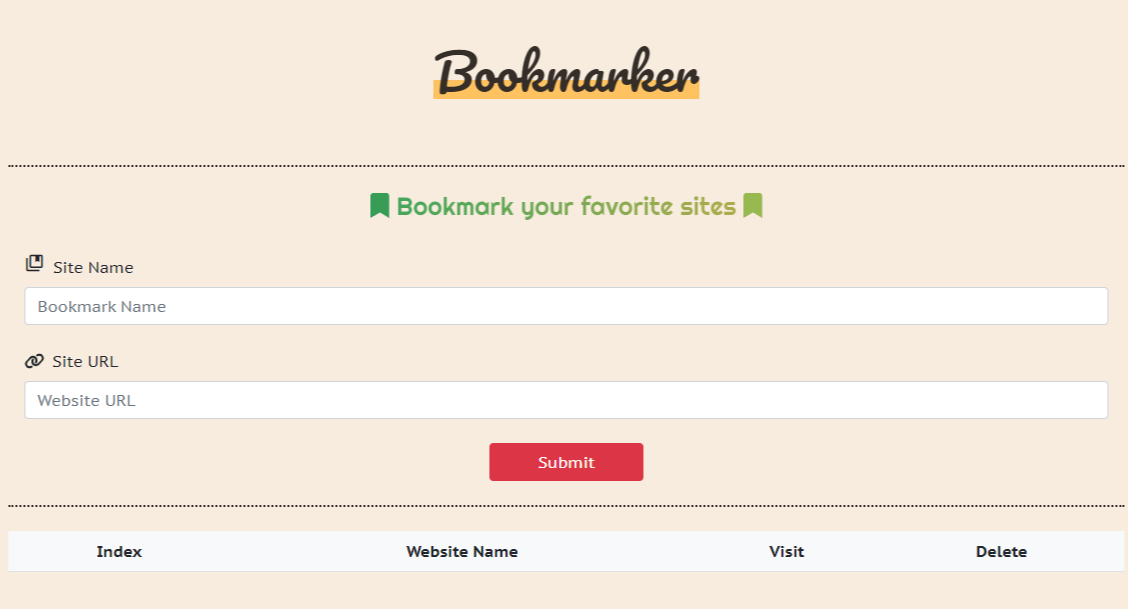 Bookmarker
Bookmark your favorite sites
Site Name
Bookmark Name
Site URL
Website URL
Submit
Index Website Name Visit Delete